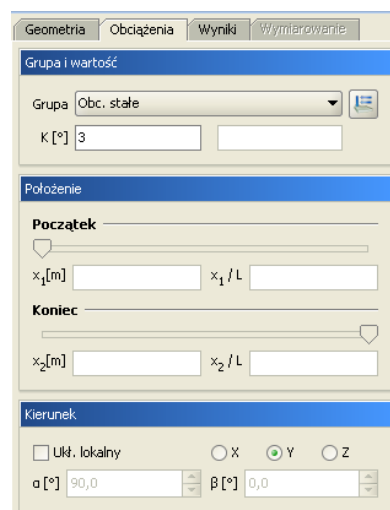 Geometria Obciążenia Wyniki Wymiarowanie
Grupa i wartość
Grupa Obc. stałe
K [°] 3
Położenie
Początek
x1[m] x1 / L
Koniec
x2[m] x2 / L
Kierunek
Ukł. lokalny X Y Z
α [°] 90,0 β [°] 0,0